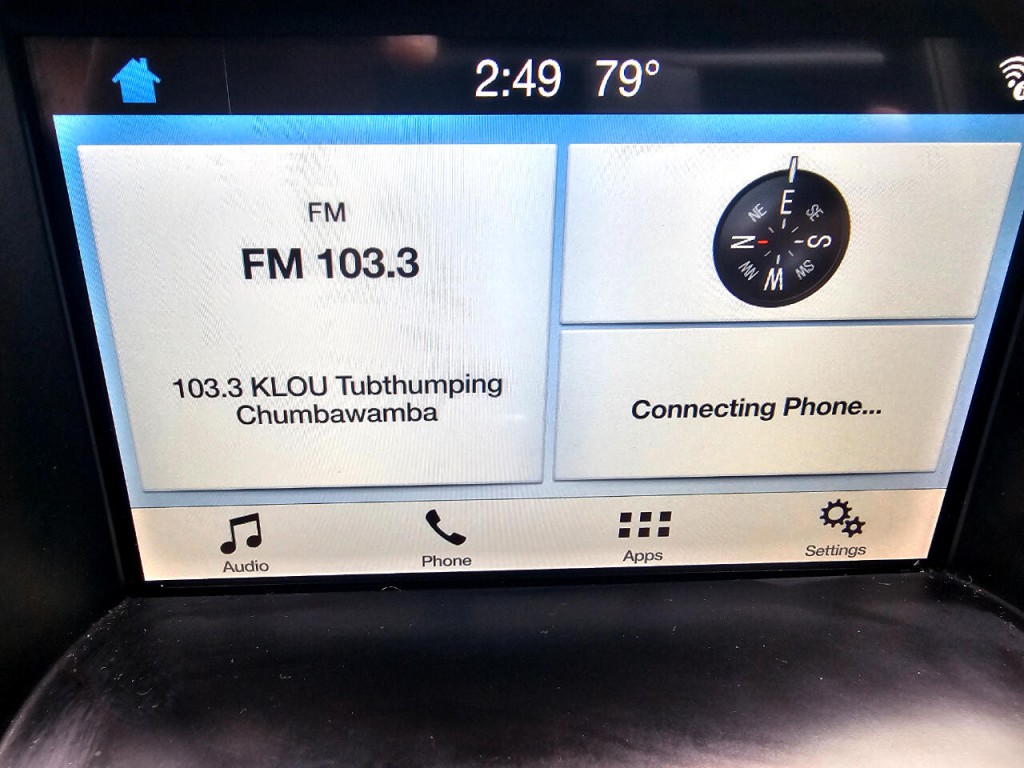 2:49 79°
FM
FM 103.3
103.3 KLOU Tubthumping
Chumbawamba
E
NE SE
N S
NW SW
W
Connecting Phone...
Audio Phone Apps Settings